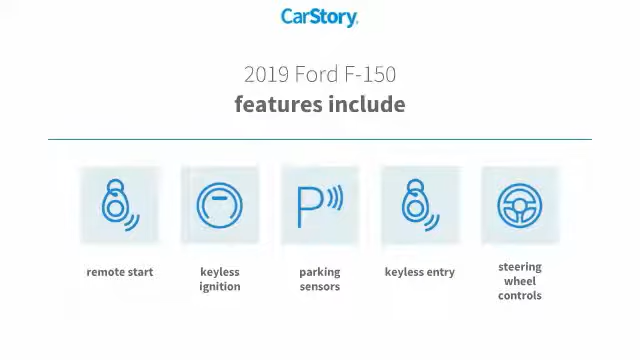 CarStory.
2019 Ford F-150
features include
P
remote start
keyless
ignition
parking
sensors
keyless entry
steering
wheel
controls